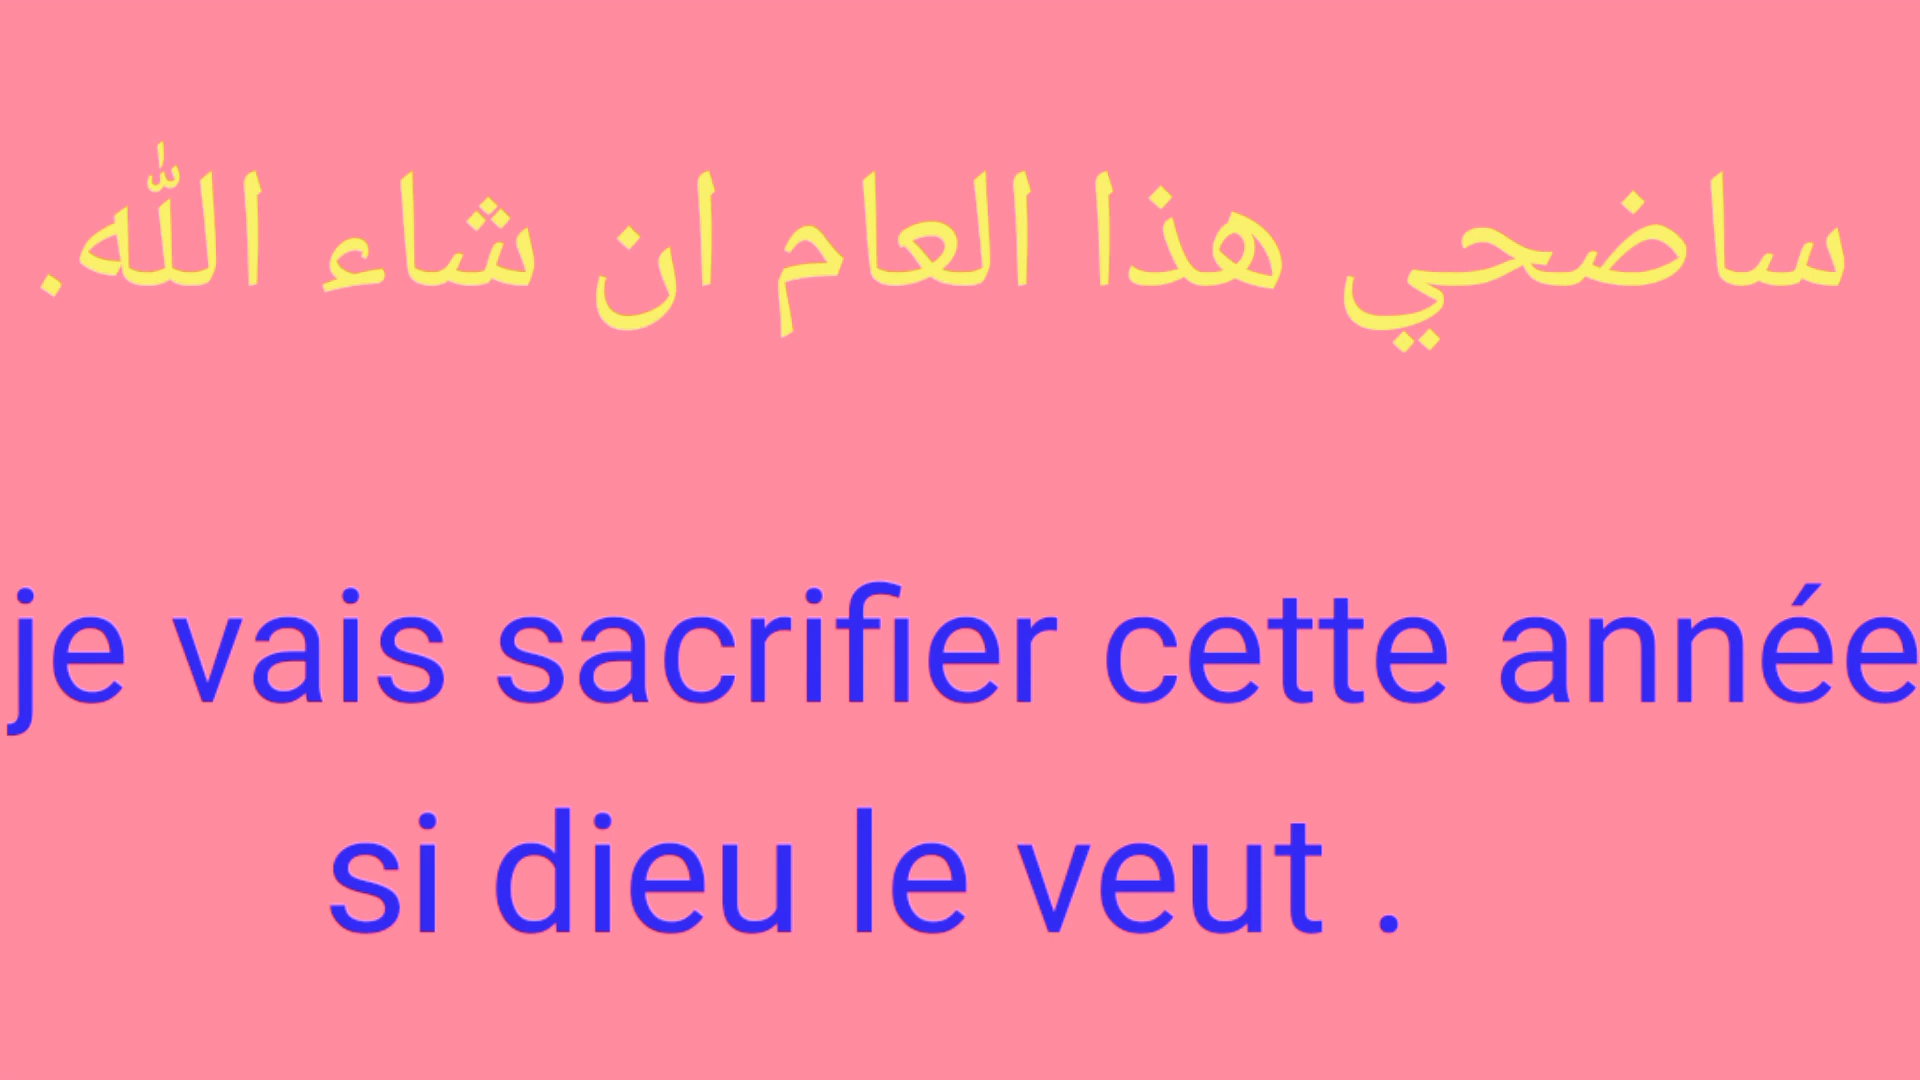 ساضحي هذا العام ان شاء الله.
je vais sacrifier cette année
si dieu le veut .